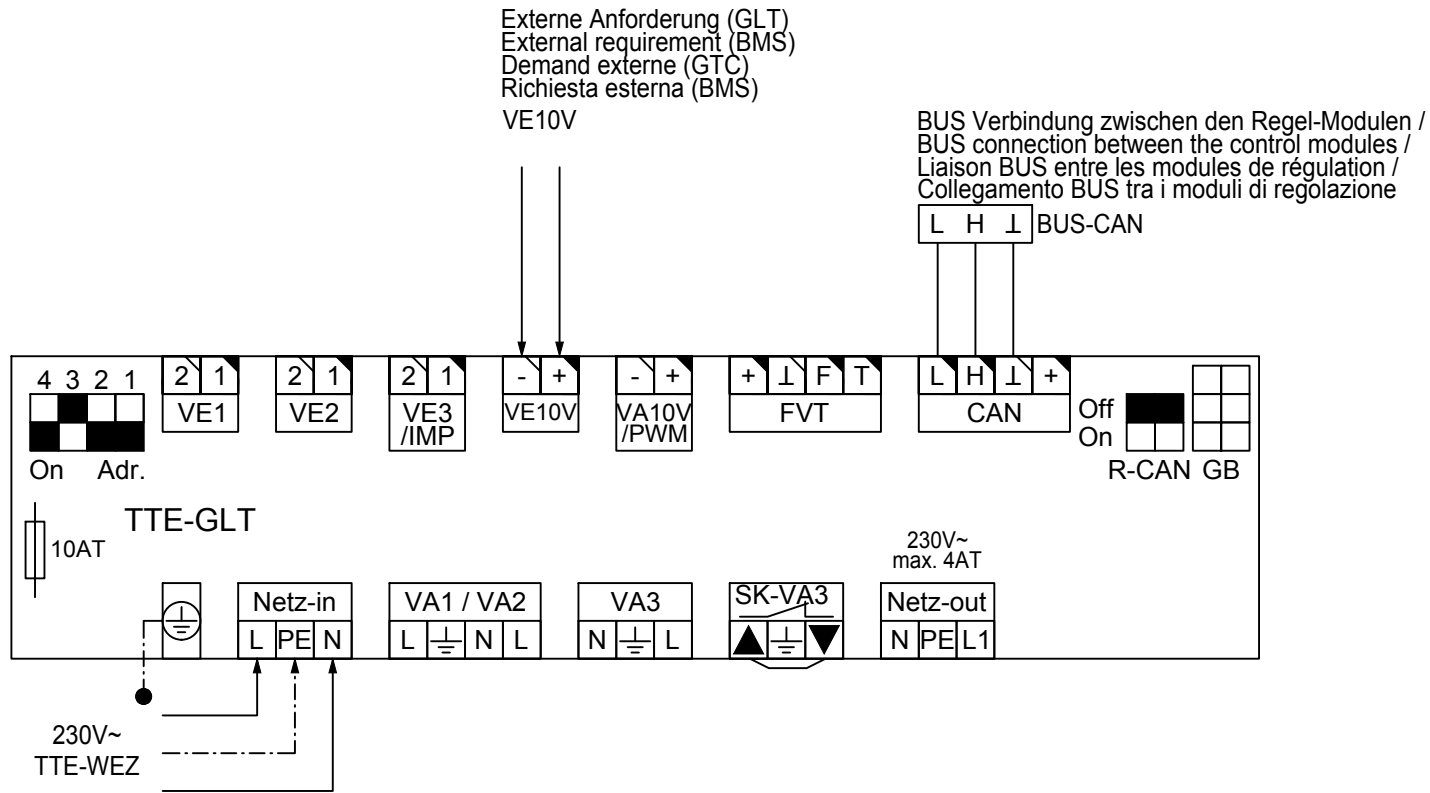 Externe Anforderung (GLT)
External requirement (BMS)
Demand externe (GTC)
Richiesta esterna (BMS)
VE10V
BUS Verbindung zwischen den Regel-Modulen /
BUS connection between the control modules /
Liaison BUS entre les modules de régulation /
Collegamento BUS tra i moduli di regolazione
L H ⊥ BUS-CAN
4 3 2 1
On Adr.
2 1
VE1
2 1
VE2
2 1
VE3
/IMP
- +
VE10V
- +
VA10V
/PWM
+ ⊥ F T
FVT
L H ⊥ +
CAN
Off
On
R-CAN GB
TTE-GLT
10AT
230V~
max. 4AT
Netz-in
L PE N
VA1 / VA2
L N L
VA3
N L
SK-VA3
Netz-out
N PE L1
230V~
TTE-WEZ